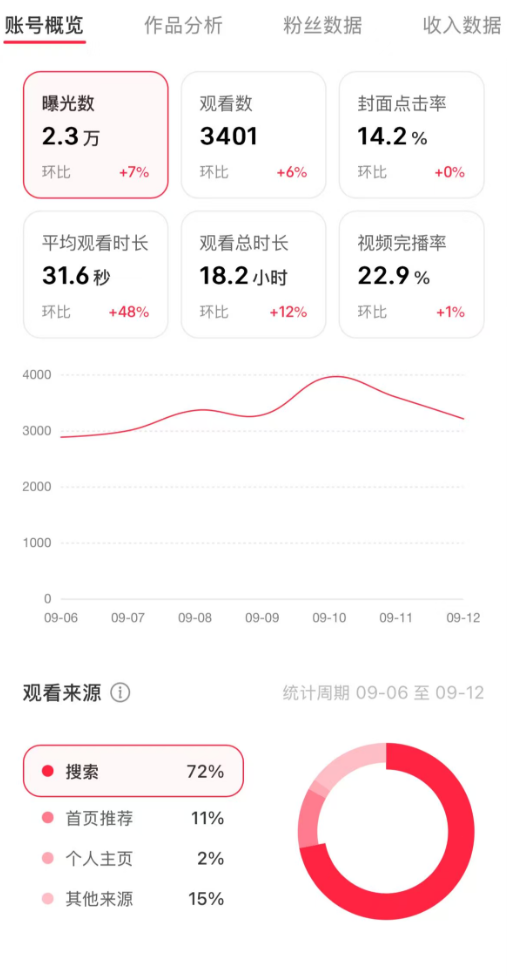 账号概览 作品分析 粉丝数据 收入数据
曝光数 观看数 封面点击率
2.3万 3401 14.2%
环比 +7% 环比 +6% 环比 +0%
平均观看时长 观看总时长 视频完播率
31.6秒 18.2小时 22.9%
环比 +48% 环比 +12% 环比 +1%
4000
3000
2000
1000
0
09-06 09-07 09-08 09-09 09-10 09-11 09-12
观看来源 统计周期 09-06 至 09-12
搜索 72%
首页推荐 11%
个人主页 2%
其他来源 15%